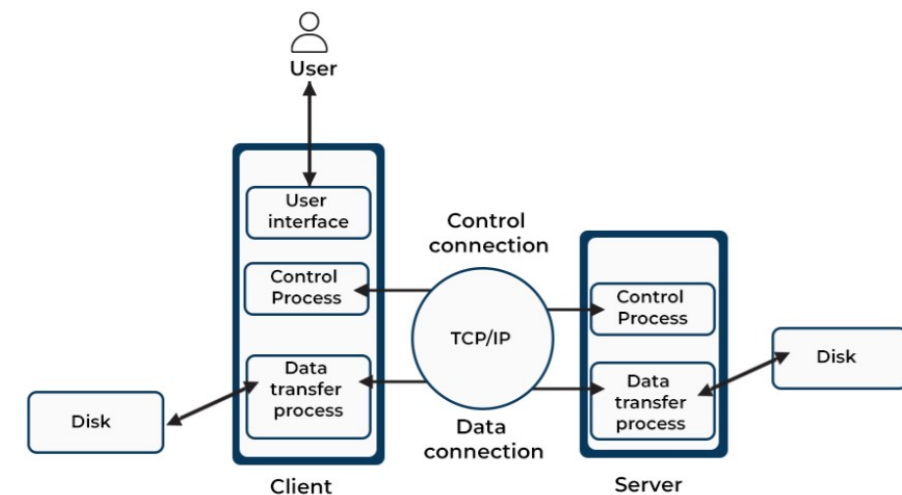 User
User
interface
Control
connection
Control
Process
Control
Process
TCP/IP
Disk
Data
transfer
process
Data
transfer
process
Disk
Data
connection
Client
Server